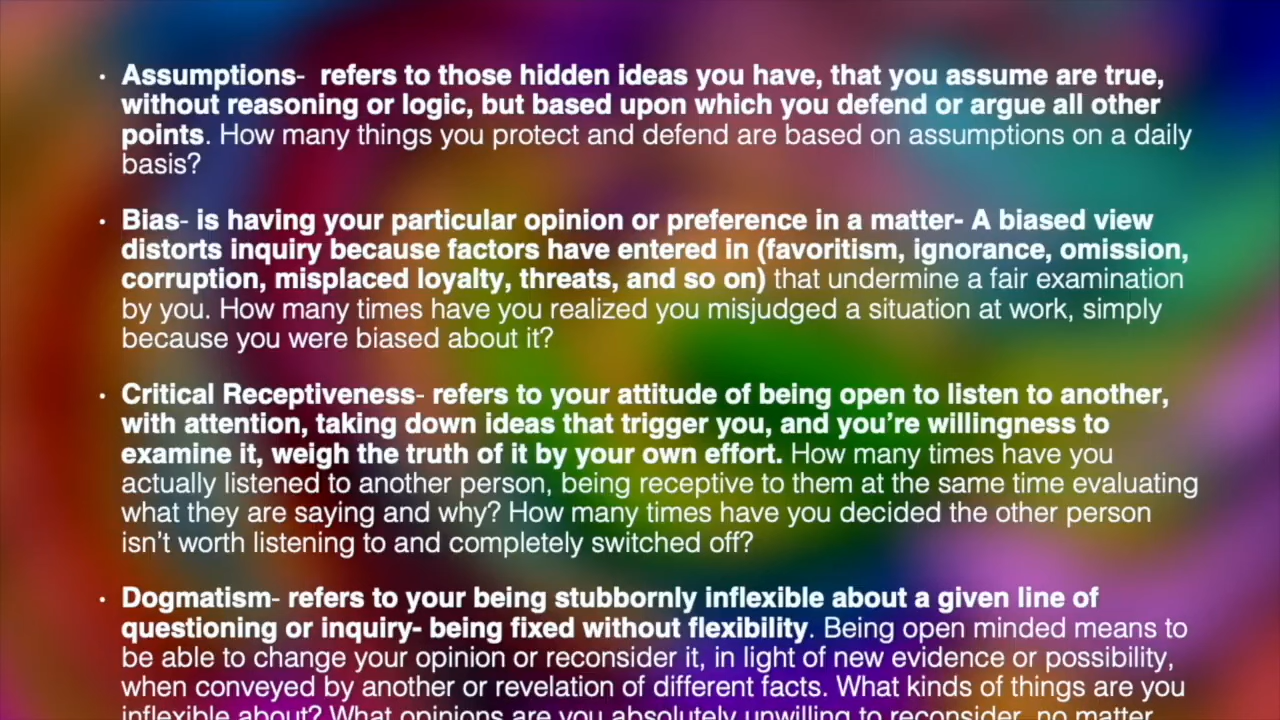 • Assumptions- refers to those hidden ideas you have, that you assume are true,
without reasoning or logic, but based upon which you defend or argue all other
points. How many things you protect and defend are based on assumptions on a daily
basis?
• Bias- is having your particular opinion or preference in a matter- A biased view
distorts inquiry because factors have entered in (favoritism, ignorance, omission,
corruption, misplaced loyalty, threats, and so on) that undermine a fair examination
by you. How many times have you realized you misjudged a situation at work, simply
because you were biased about it?
• Critical Receptiveness- refers to your attitude of being open to listen to another,
with attention, taking down ideas that trigger you, and you’re willingness to
examine it, weigh the truth of it by your own effort. How many times have you
actually listened to another person, being receptive to them at the same time evaluating
what they are saying and why? How many times have you decided the other person
isn’t worth listening to and completely switched off?
• Dogmatism- refers to your being stubbornly inflexible about a given line of
questioning or inquiry- being fixed without flexibility. Being open minded means to
be able to change your opinion or reconsider it, in light of new evidence or possibility,
when conveyed by another or revelation of different facts. What kinds of things are you
inflexible about? What opinions are you absolutely unwilling to reconsider, no matter